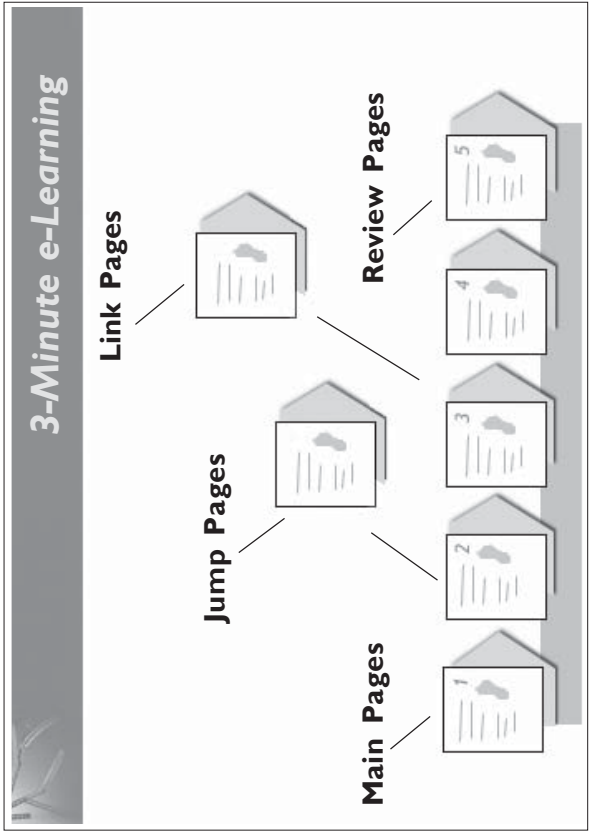 3-Minute e-Learning
Link Pages
Jump Pages
Review Pages
Main Pages
1
2
3
4
5